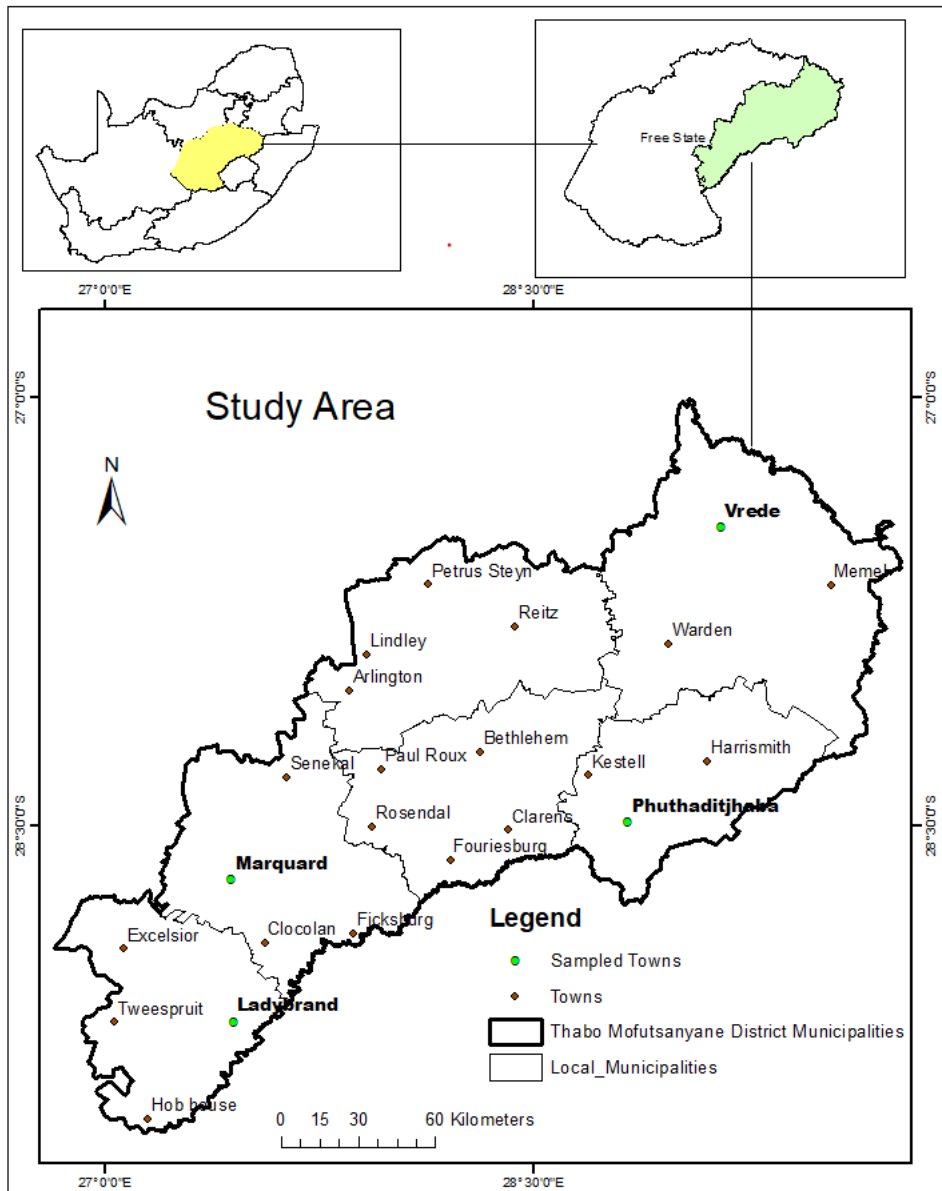 Free State
27°0'0"E
28°30'0"E
27°0'0"S
27°0'0"S
Study Area
N
Vrede
Petrus Steyn
Memel
Reitz
Warden
Lindley
Arlington
Bethlehem
Harrismith
Senekal
Paul Roux
Kestell
Phuthaditjhaba
28°30'0"S
28°30'0"S
Rosendal
Clarens
Fouriesburg
Marquard
Legend
Excelsior
Clocolan
Ficksburg
Sampled Towns
Towns
Tweespruit
Ladybrand
Thabo Mofutsanyane District Municipalities
Local_Municipalities
Hob house
0 15 30 60 Kilometers
27°0'0"E
28°30'0"E